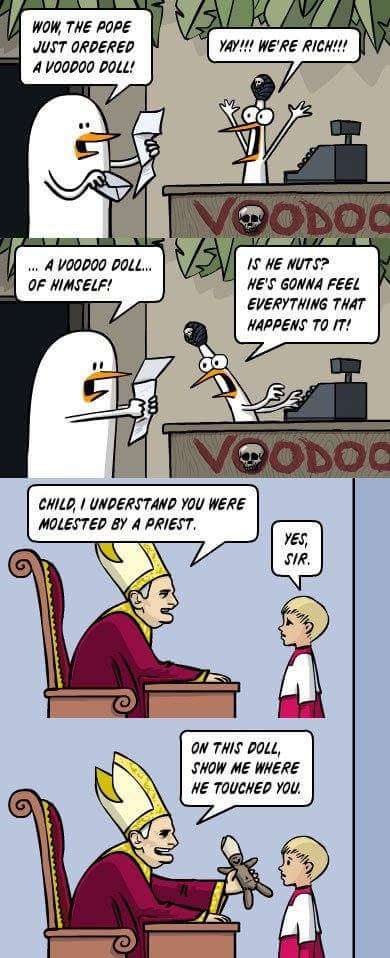 WOW, THE POPE
JUST ORDERED
A VOODOO DOLL!
YAY!!! WE'RE RICH!!!
VOODOO
... A VOODOO DOLL...
OF HIMSELF!
IS HE NUTS?
HE'S GONNA FEEL
EVERYTHING THAT
HAPPENS TO IT!
VOODOO
CHILD, I UNDERSTAND YOU WERE
MOLESTED BY A PRIEST.
YES,
SIR.
ON THIS DOLL,
SHOW ME WHERE
HE TOUCHED YOU.